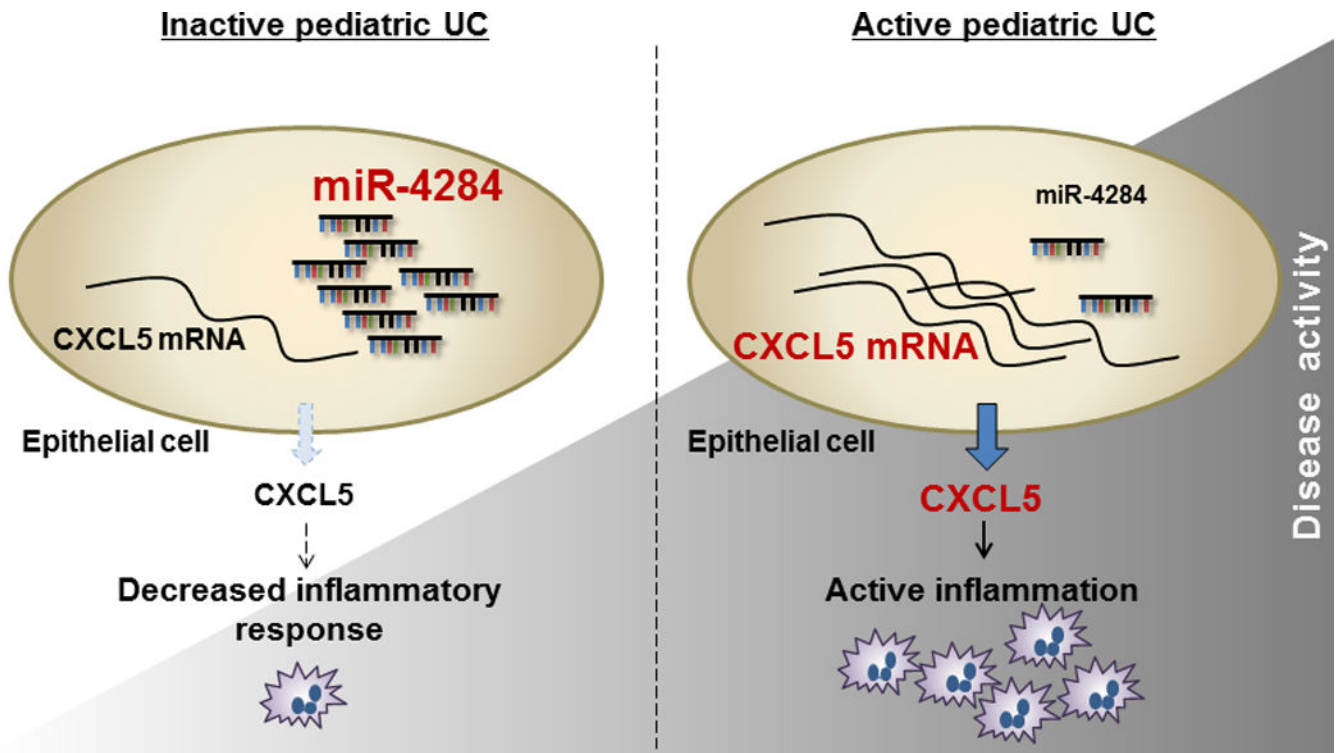 Inactive pediatric UC
miR-4284
CXCL5 mRNA
Epithelial cell
CXCL5
Decreased inflammatory
response
Active pediatric UC
miR-4284
CXCL5 mRNA
Epithelial cell
CXCL5
Active inflammation
Disease activity